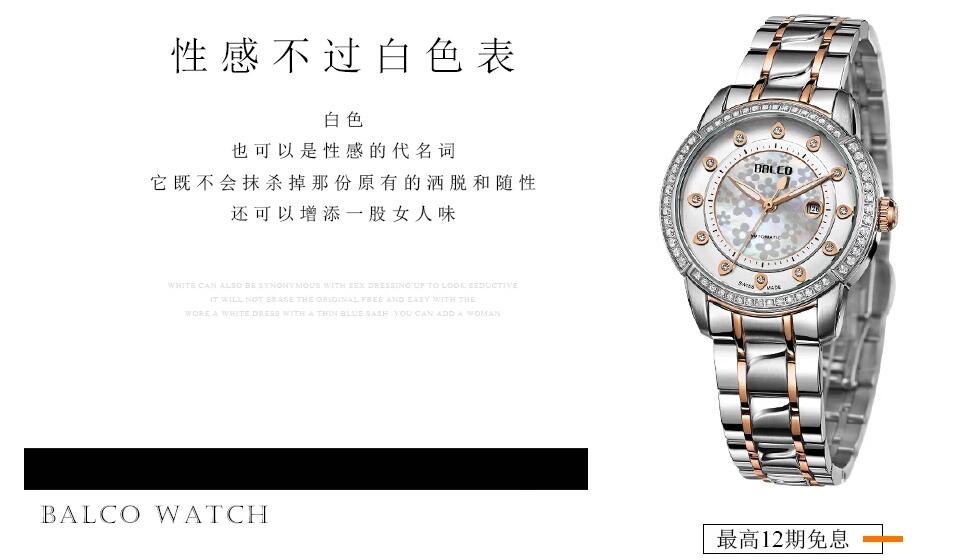 性感不过白色表
白色
也可以是性感的代名词
它既不会抹杀掉那份原有的洒脱和随性
还可以增添一股女人味
WHITE CAN ALSO BE SYNONYMOUS WITH SEX DRESSING UP TO LOOK SEDUCTIVE
IT WILL NOT ERASE THE ORIGINAL FREE AND EASY WITH THE
WORE A WHITE DRESS WITH A THIN BLUE SASH YOU CAN ADD A WOMAN
BALCO
AUTOMATIC
SWISS MADE
BALCO WATCH
最高12期免息